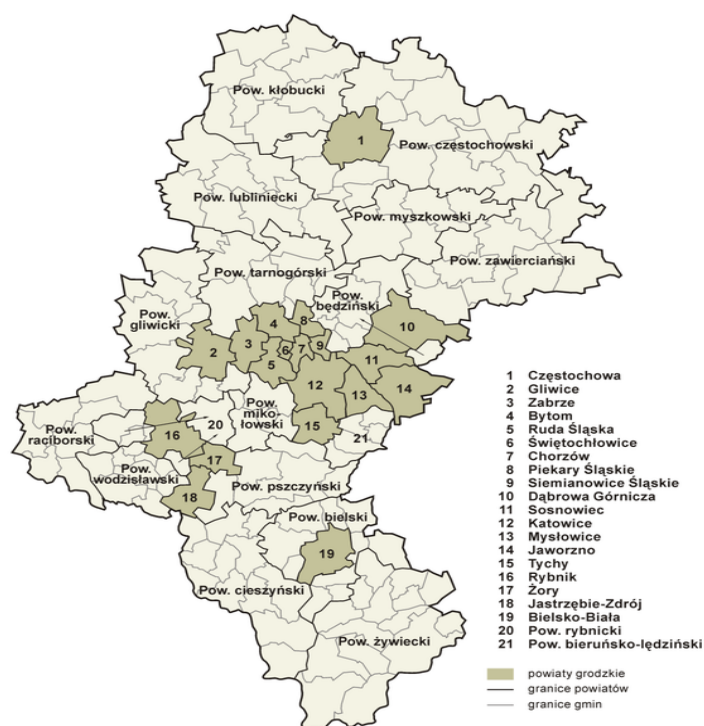 Pow. kłobucki
1
Pow. częstochowski
Pow. lubliniecki
Pow. myszkowski
Pow. zawierciański
Pow. tarnogórski
Pow.
będziński
Pow.
gliwicki
8
4
10
2
3
6
7
9
5
11
12
13
14
Pow.
miko-
łowski
Pow.
raciborski
20
15
16
21
17
Pow.
wodzisławski
18
Pow. pszczyński
Pow. bielski
19
Pow. cieszyński
Pow. żywiecki
1 Częstochowa
2 Gliwice
3 Zabrze
4 Bytom
5 Ruda Śląska
6 Świętochłowice
7 Chorzów
8 Piekary Śląskie
9 Siemianowice Śląskie
10 Dąbrowa Górnicza
11 Sosnowiec
12 Katowice
13 Mysłowice
14 Jaworzno
15 Tychy
16 Rybnik
17 Żory
18 Jastrzębie-Zdrój
19 Bielsko-Biała
20 Pow. rybnicki
21 Pow. bieruńsko-lędziński
powiaty grodzkie
granice powiatów
granice gmin